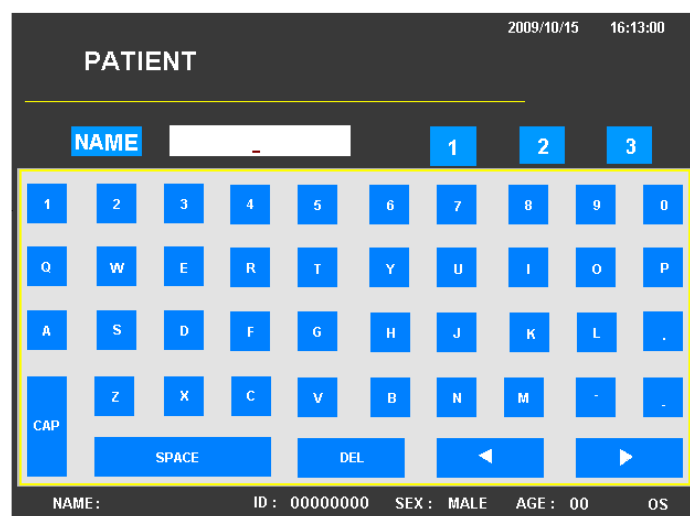 2009/10/15 16:13:00
PATIENT
NAME _ 1 2 3
1 2 3 4 5 6 7 8 9 0
Q W E R T Y U I O P
A S D F G H J K L .
Z X C V B N M - _
CAP
SPACE DEL ◀ ▶
NAME: ID: 00000000 SEX: MALE AGE: 00 OS